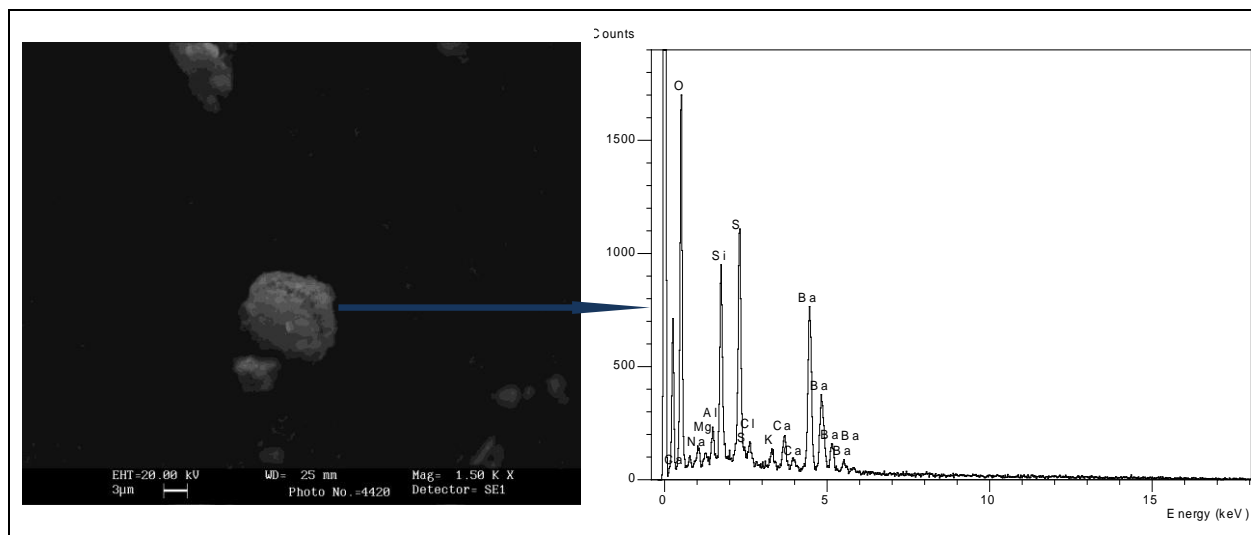 Counts
1500
1000
500
0
O
Si
S
Ba
Ba
Ba Ba
Ba
Ca
Na
Mg
Al
S
Cl
K
Ca
Ca
0 5 10 15
Energy (keV)
EHT=20.00 kV WD= 25 mm Mag= 1.50 K X
3µm Photo No.=4420 Detector= SE1